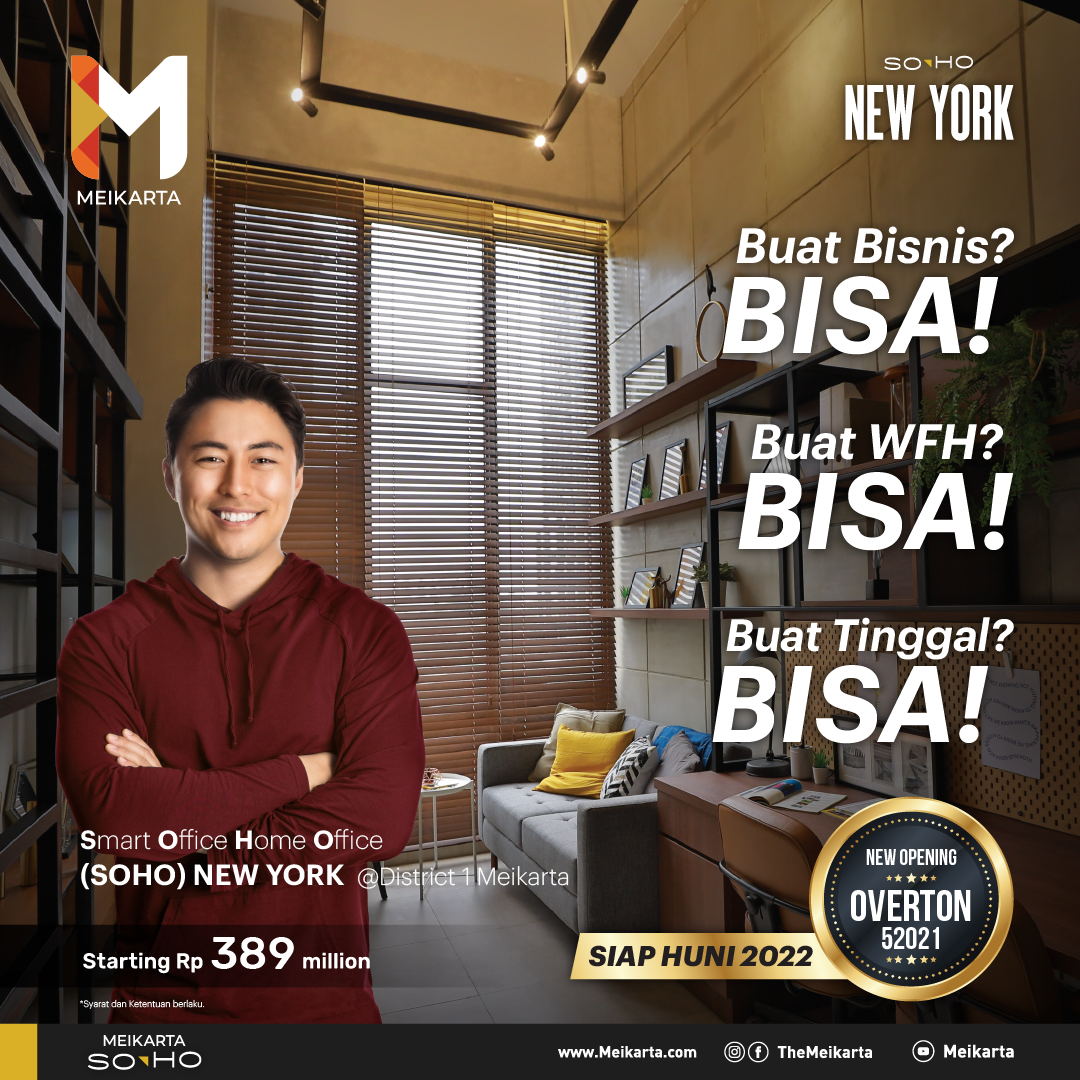 MEIKARTA
SOHO
NEW YORK
Buat Bisnis?
BISA!
Buat WFH?
BISA!
Buat Tinggal?
BISA!
Smart Office Home Office
(SOHO) NEW YORK @District 1 Meikarta
Starting Rp 389 million
*Syarat dan Ketentuan berlaku.
NEW OPENING
OVERTON
52021
SIAP HUNI 2022
MEIKARTA
SOHO
www.Meikarta.com
TheMeikarta
Meikarta